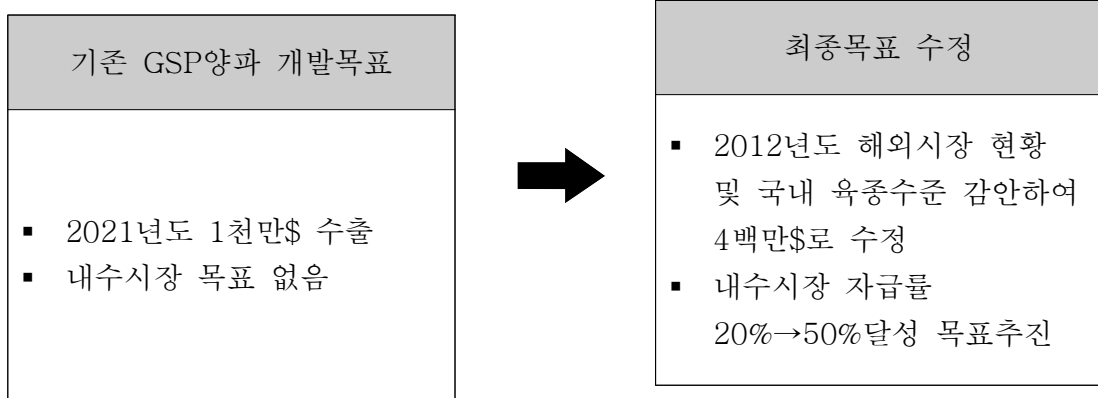 기존 GSP양파 개발목표
▪ 2021년도 1천만$ 수출
▪ 내수시장 목표 없음
최종목표 수정
▪ 2012년도 해외시장 현황
및 국내 육종수준 감안하여
4백만$로 수정
▪ 내수시장 자급률
20%→50%달성 목표추진